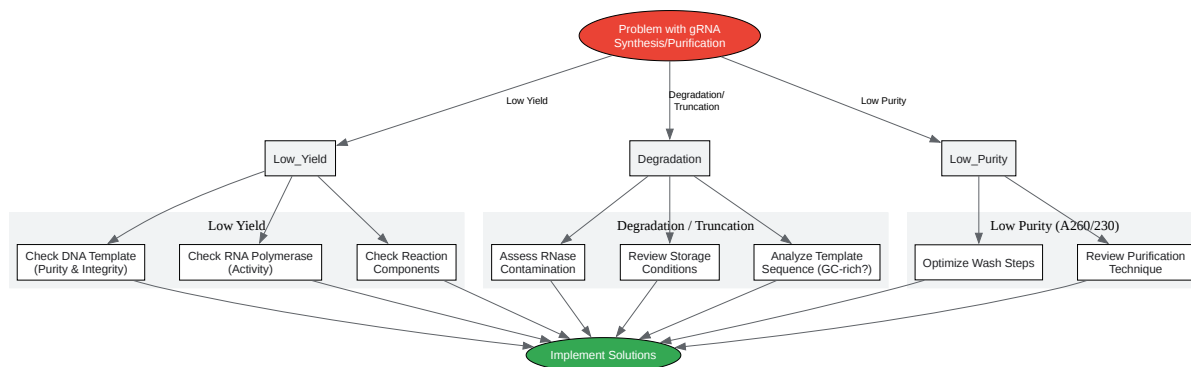 Problem with gRNA
Synthesis/Purification
Low Yield
Degradation/
Truncation
Low Purity
Low_Yield
Degradation
Low_Purity
Low Yield
Degradation / Truncation
Low Purity (A260/230)
Check DNA Template
(Purity & Integrity)
Check RNA Polymerase
(Activity)
Check Reaction
Components
Assess RNase
Contamination
Review Storage
Conditions
Analyze Template
Sequence (GC-rich?)
Optimize Wash Steps
Review Purification
Technique
Implement Solutions